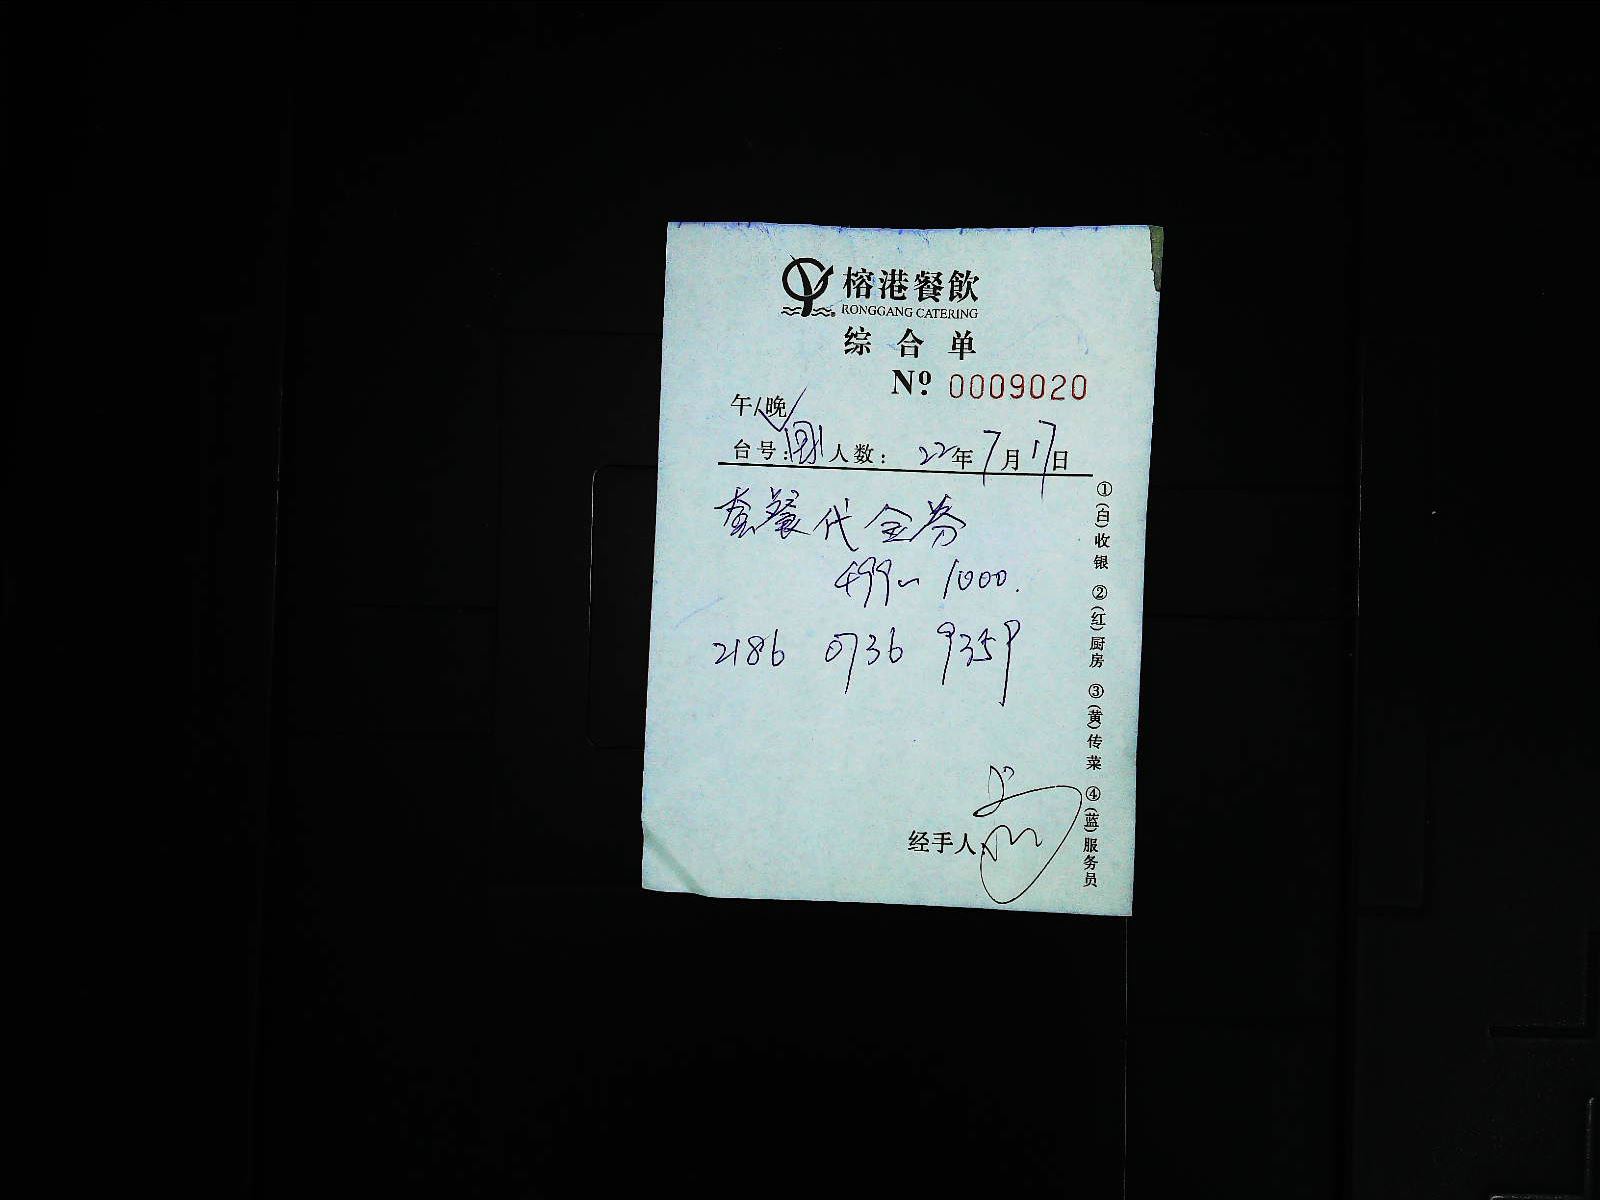 榕港餐飲
RONGGANG CATERING
综合单
Nº 0009020
午/晚
台号: 人数: 22年7月17日
套餐代金券
499~1000.
2186 0736 9359
经手人:
①(白)收银 ②(红)厨房 ③(黄)传菜 ④(蓝)服务员